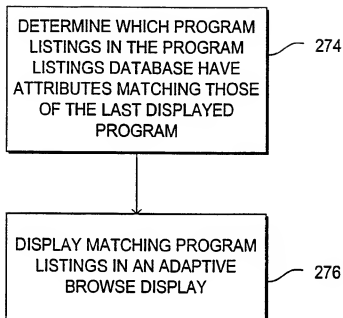 DETERMINE WHICH PROGRAM
LISTINGS IN THE PROGRAM
LISTINGS DATABASE HAVE
ATTRIBUTES MATCHING THOSE
OF THE LAST DISPLAYED
PROGRAM
274
DISPLAY MATCHING PROGRAM
LISTINGS IN AN ADAPTIVE
BROWSE DISPLAY
276